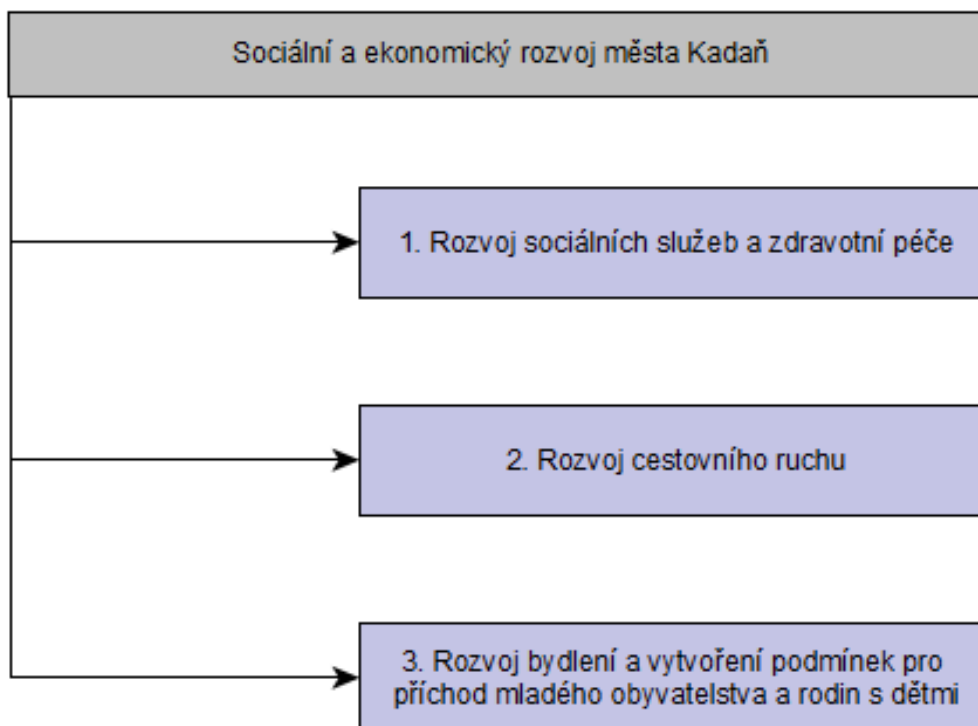 Sociální a ekonomický rozvoj města Kadaň
1. Rozvoj sociálních služeb a zdravotní péče
2. Rozvoj cestovního ruchu
3. Rozvoj bydlení a vytvoření podmínek pro
příchod mladého obyvatelstva a rodin s dětmi